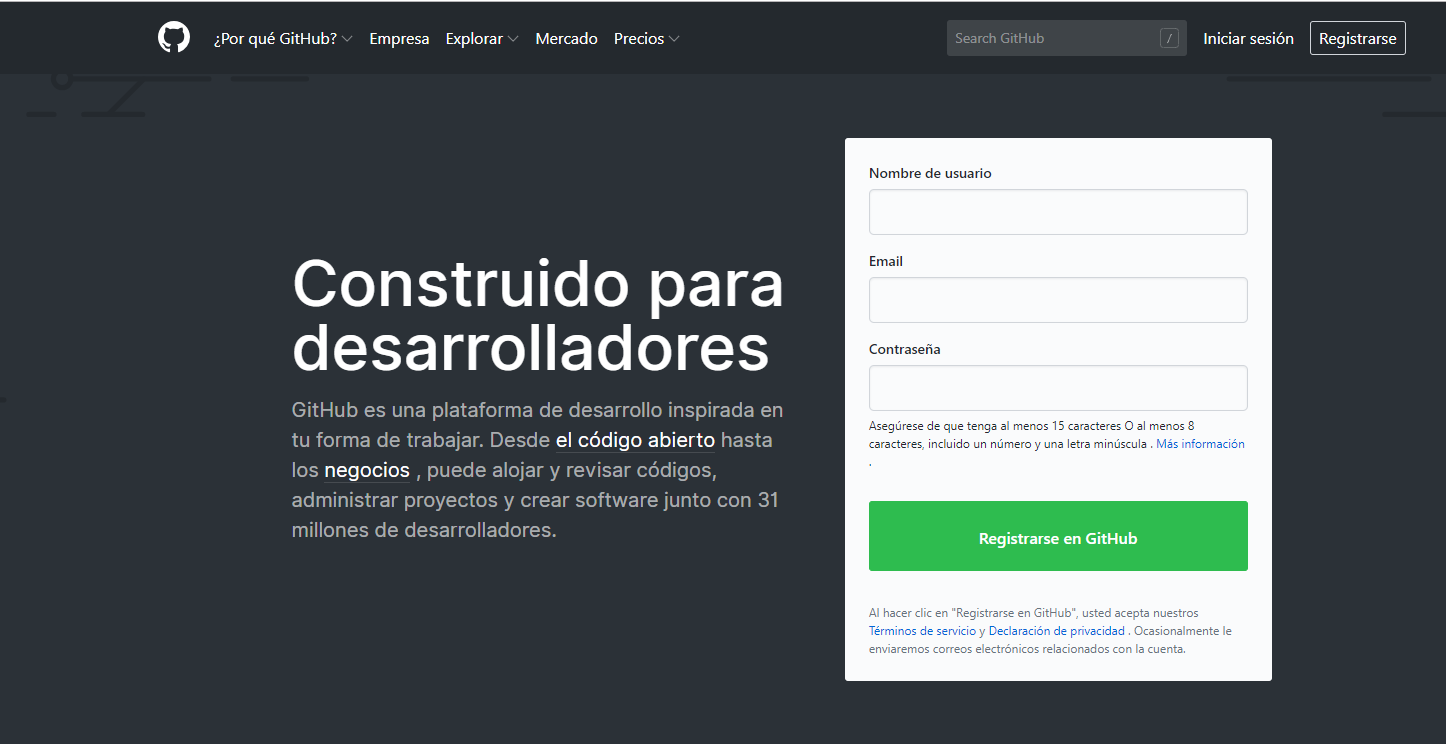 ¿Por qué GitHub? Empresa Explorar Mercado Precios Search GitHub / Iniciar sesión Registrarse
Construido para
desarrolladores
GitHub es una plataforma de desarrollo inspirada en
tu forma de trabajar. Desde el código abierto hasta
los negocios , puede alojar y revisar códigos,
administrar proyectos y crear software junto con 31
millones de desarrolladores.
Nombre de usuario
Email
Contraseña
Asegúrese de que tenga al menos 15 caracteres O al menos 8
caracteres, incluido un número y una letra minúscula . Más información
.
Registrarse en GitHub
Al hacer clic en "Registrarse en GitHub", usted acepta nuestros
Términos de servicio y Declaración de privacidad . Ocasionalmente le
enviaremos correos electrónicos relacionados con la cuenta.